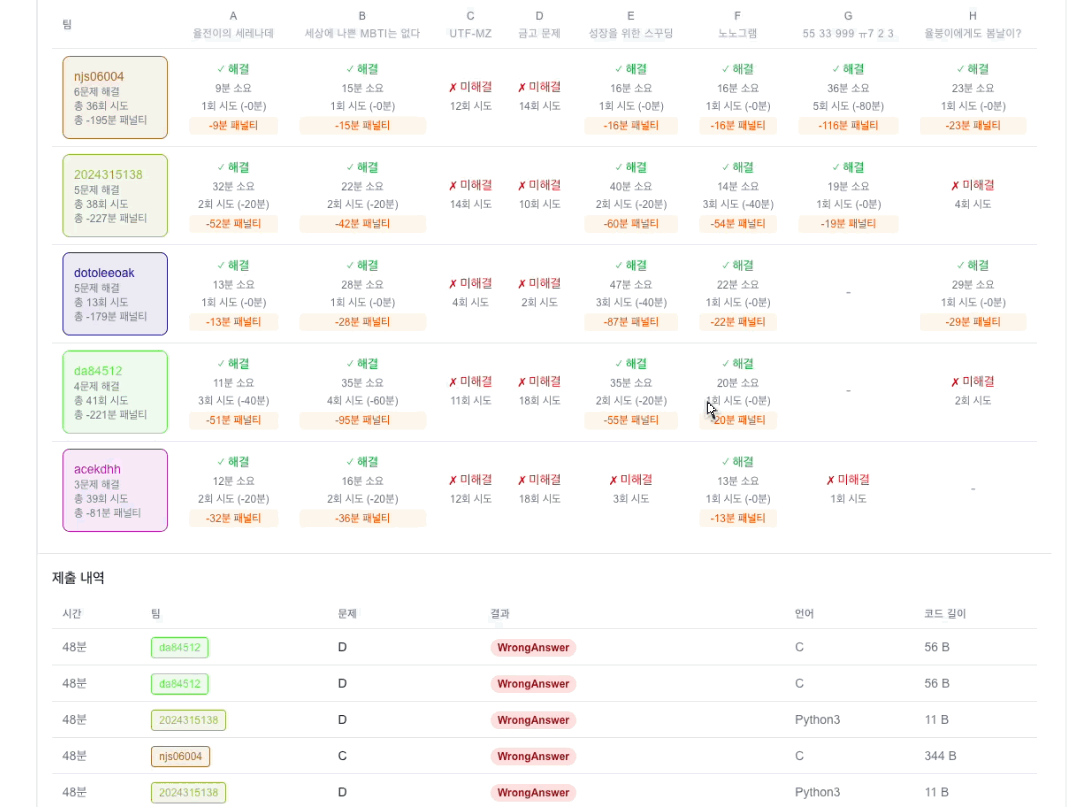 팀 A B C D E F G H
율전이의 세레나데 세상에 나쁜 MBTI는 없다 UTF-MZ 금고 문제 성장을 위한 스꾸딩 노노그램 55 33 999 ㅠ7 2 3 율붕이에게도 봄날이?
njs06004
6문제 해결
총 36회 시도
총 -195분 패널티
✓ 해결 ✓ 해결 ✗ 미해결 ✗ 미해결 ✓ 해결 ✓ 해결 ✓ 해결 ✓ 해결
9분 소요 15분 소요 12회 시도 14회 시도 16분 소요 16분 소요 36분 소요 23분 소요
1회 시도 (-0분) 1회 시도 (-0분) 1회 시도 (-0분) 1회 시도 (-0분) 5회 시도 (-80분) 1회 시도 (-0분)
-9분 패널티 -15분 패널티 -16분 패널티 -16분 패널티 -116분 패널티 -23분 패널티
2024315138
5문제 해결
총 38회 시도
총 -227분 패널티
✓ 해결 ✓ 해결 ✗ 미해결 ✗ 미해결 ✓ 해결 ✓ 해결 ✓ 해결 ✗ 미해결
32분 소요 22분 소요 14회 시도 10회 시도 40분 소요 14분 소요 19분 소요 4회 시도
2회 시도 (-20분) 2회 시도 (-20분) 2회 시도 (-20분) 3회 시도 (-40분) 1회 시도 (-0분)
-52분 패널티 -42분 패널티 -60분 패널티 -54분 패널티 -19분 패널티
dotoleeoak
5문제 해결
총 13회 시도
총 -179분 패널티
✓ 해결 ✓ 해결 ✗ 미해결 ✗ 미해결 ✓ 해결 ✓ 해결 - ✓ 해결
13분 소요 28분 소요 4회 시도 2회 시도 47분 소요 22분 소요 29분 소요
1회 시도 (-0분) 1회 시도 (-0분) 3회 시도 (-40분) 1회 시도 (-0분) 1회 시도 (-0분)
-13분 패널티 -28분 패널티 -87분 패널티 -22분 패널티 -29분 패널티
da84512
4문제 해결
총 41회 시도
총 -221분 패널티
✓ 해결 ✓ 해결 ✗ 미해결 ✗ 미해결 ✓ 해결 ✓ 해결 - ✗ 미해결
11분 소요 35분 소요 11회 시도 18회 시도 35분 소요 20분 소요 2회 시도
3회 시도 (-40분) 4회 시도 (-60분) 2회 시도 (-20분) 1회 시도 (-0분)
-51분 패널티 -95분 패널티 -55분 패널티 -20분 패널티
acekdhh
3문제 해결
총 39회 시도
총 -81분 패널티
✓ 해결 ✓ 해결 ✗ 미해결 ✗ 미해결 ✗ 미해결 ✓ 해결 ✗ 미해결 -
12분 소요 16분 소요 12회 시도 18회 시도 3회 시도 13분 소요 1회 시도
2회 시도 (-20분) 2회 시도 (-20분) 1회 시도 (-0분)
-32분 패널티 -36분 패널티 -13분 패널티
제출 내역
시간 팀 문제 결과 언어 코드 길이
48분 da84512 D WrongAnswer C 56 B
48분 da84512 D WrongAnswer C 56 B
48분 2024315138 D WrongAnswer Python3 11 B
48분 njs06004 C WrongAnswer C 344 B
48분 2024315138 D WrongAnswer Python3 11 B